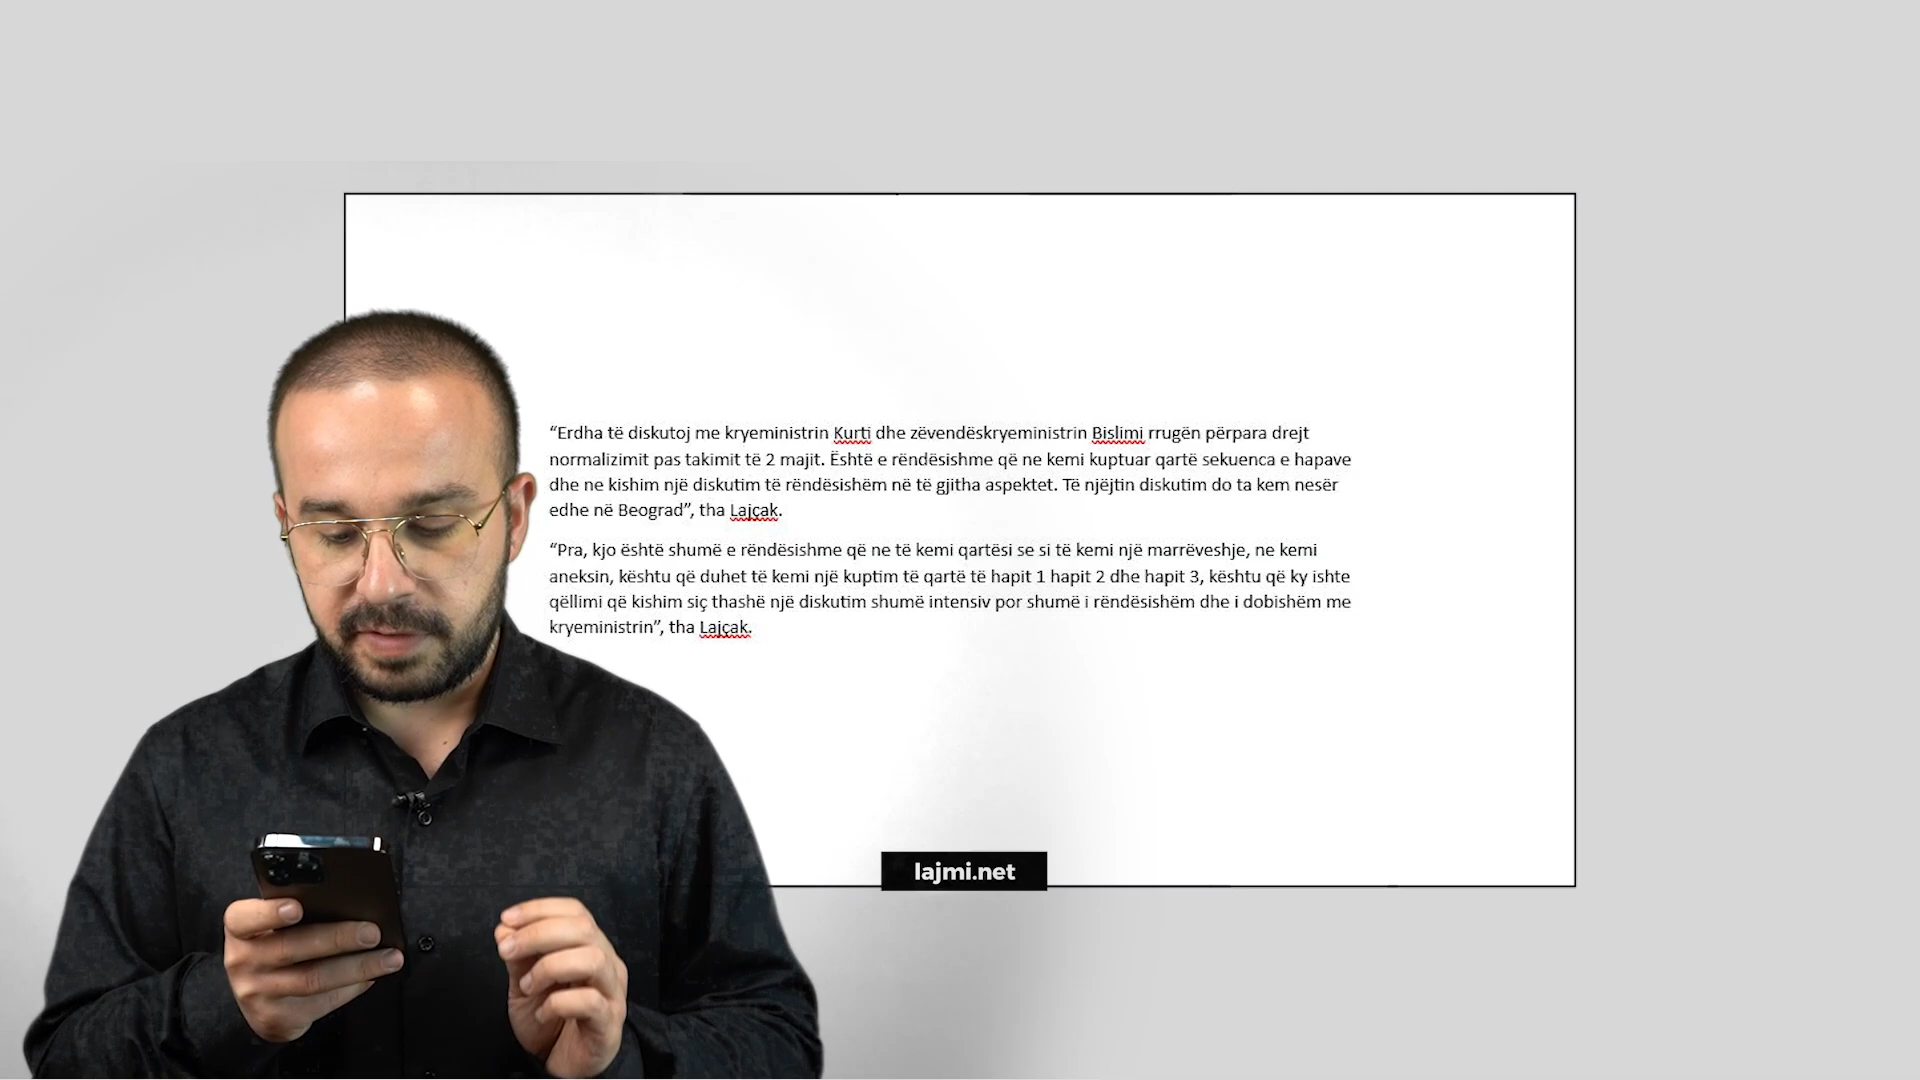 “Erdha të diskutoj me kryeministrin Kurti dhe zëvendëskryeministrin Bislimi rrugën përpara drejt
normalizimit pas takimit të 2 majit. Është e rëndësishme që ne kemi kuptuar qartë sekuenca e hapave
dhe ne kishim një diskutim të rëndësishëm në të gjitha aspektet. Të njëjtin diskutim do ta kem nesër
edhe në Beograd”, tha Lajçak.
“Pra, kjo është shumë e rëndësishme që ne të kemi qartësi se si të kemi një marrëveshje, ne kemi
aneksin, kështu që duhet të kemi një kuptim të qartë të hapit 1 hapit 2 dhe hapit 3, kështu që ky ishte
qëllimi që kishim siç thashë një diskutim shumë intensiv por shumë i rëndësishëm dhe i dobishëm me
kryeministrin”, tha Lajçak.
lajmi.net